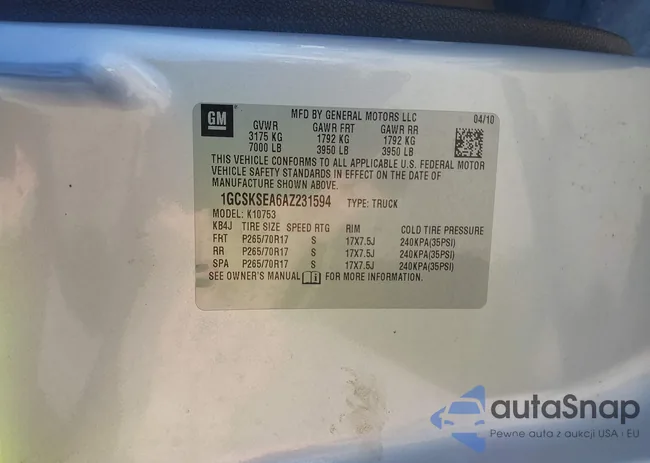 GM
MFD BY GENERAL MOTORS LLC 04/10
GVWR GAWR FRT GAWR RR
3175 KG 1792 KG 1792 KG
7000 LB 3950 LB 3950 LB
THIS VEHICLE CONFORMS TO ALL APPLICABLE U.S. FEDERAL MOTOR
VEHICLE SAFETY STANDARDS IN EFFECT ON THE DATE OF
MANUFACTURE SHOWN ABOVE.
1GCSKSEA6AZ231594 TYPE: TRUCK
MODEL: K10753
KB4J TIRE SIZE SPEED RTG RIM COLD TIRE PRESSURE
FRT P265/70R17 S 17X7.5J 240KPA(35PSI)
RR P265/70R17 S 17X7.5J 240KPA(35PSI)
SPA P265/70R17 S 17X7.5J 240KPA(35PSI)
SEE OWNER'S MANUAL FOR MORE INFORMATION.
autaSnap
Pewne auta z aukcji USA i EU